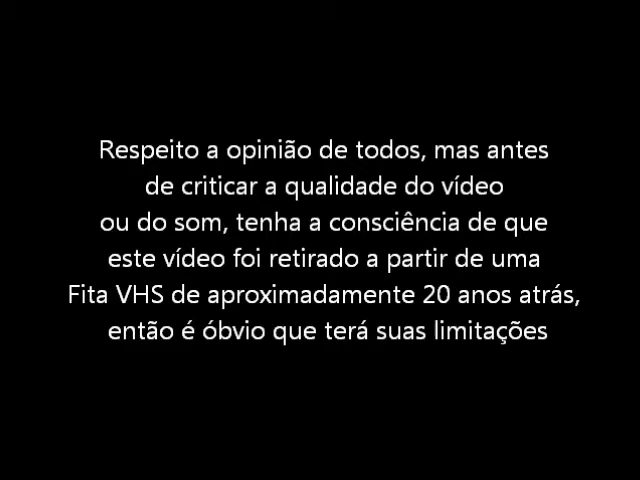 Respeito a opinião de todos, mas antes
de criticar a qualidade do vídeo
ou do som, tenha a consciência de que
este vídeo foi retirado a partir de uma
Fita VHS de aproximadamente 20 anos atrás,
então é óbvio que terá suas limitações